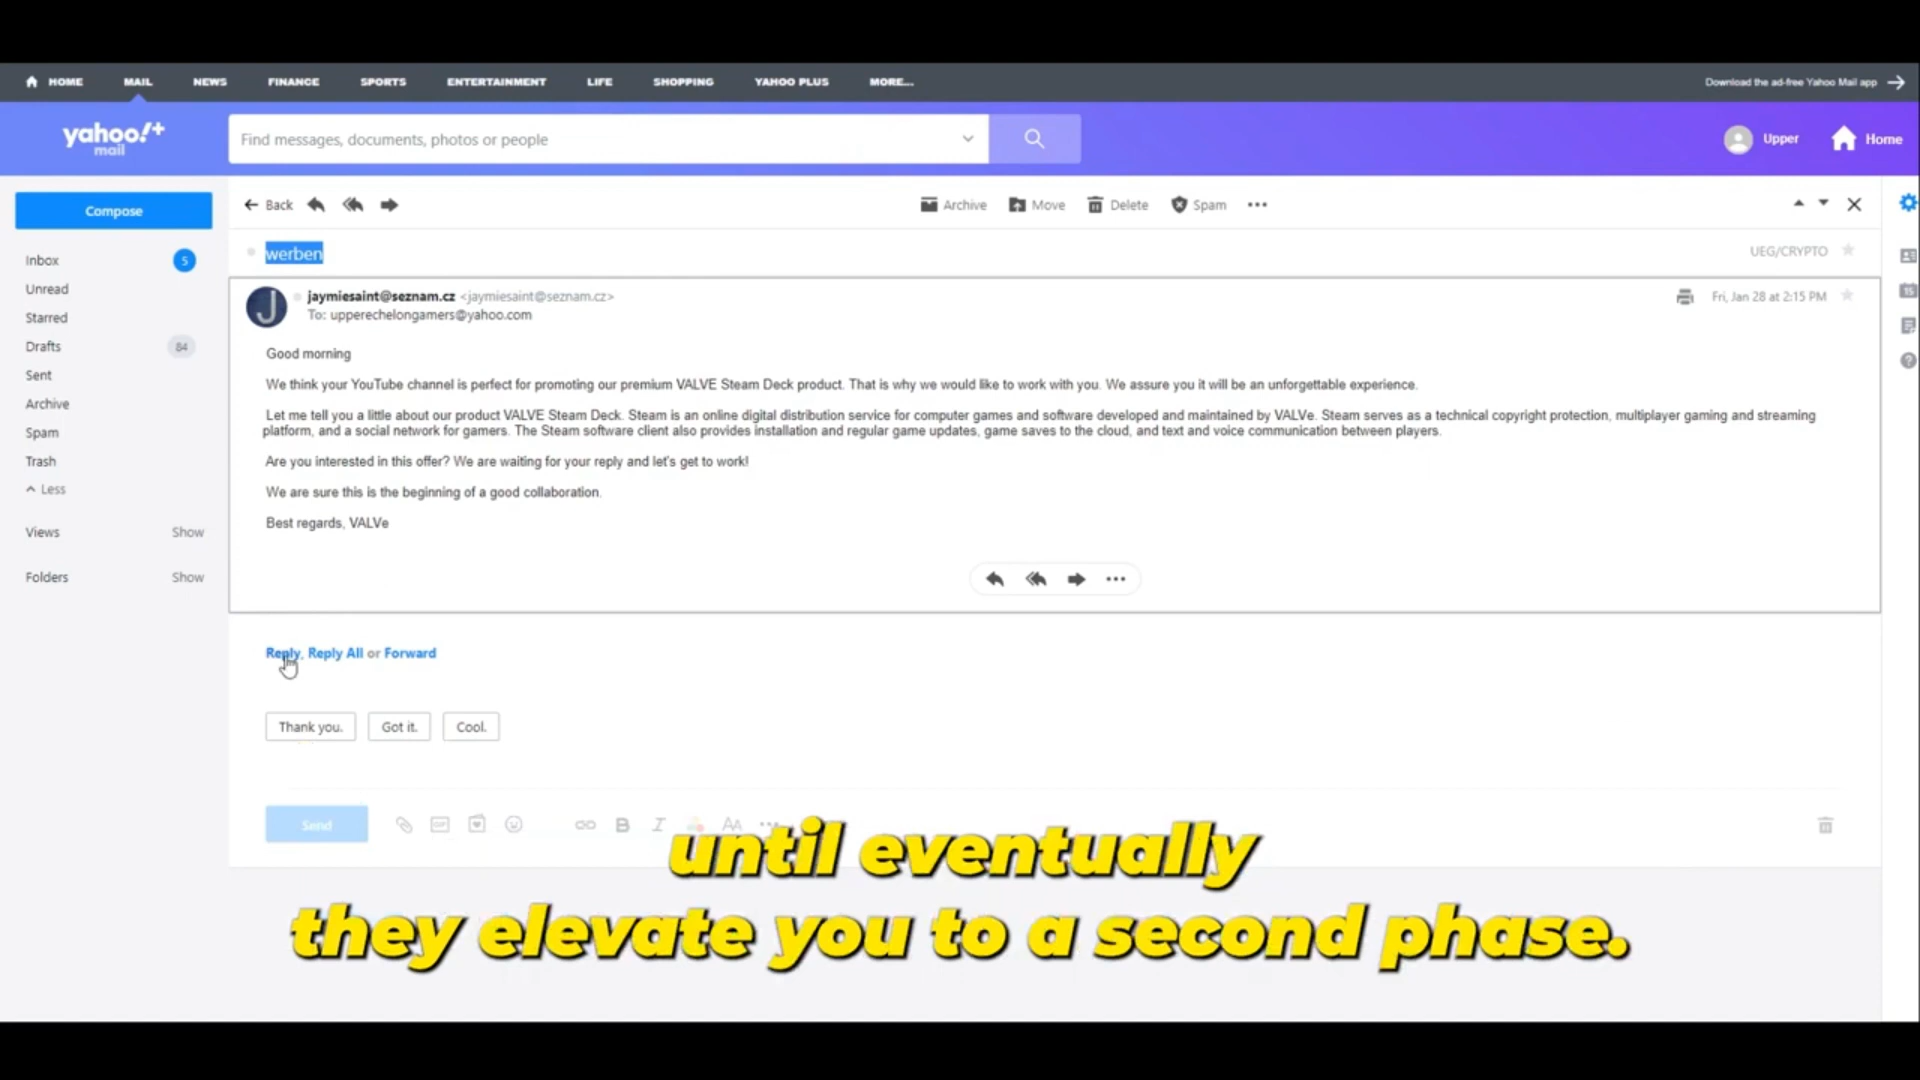 HOME MAIL NEWS FINANCE SPORTS ENTERTAINMENT LIFE SHOPPING YAHOO PLUS MORE... Download the ad-free Yahoo Mail app
yahoo!+ mail
Find messages, documents, photos or people
Upper Home
Compose
Back Archive Move Delete Spam
werben UEG/CRYPTO
Inbox 5
Unread
Starred
Drafts 84
Sent
Archive
Spam
Trash
Less
Views Show
Folders Show
J
jaymiesaint@seznam.cz <jaymiesaint@seznam.cz> Fri, Jan 28 at 2:15 PM
To: upperechelongamers@yahoo.com
Good morning
We think your YouTube channel is perfect for promoting our premium VALVE Steam Deck product. That is why we would like to work with you. We assure you it will be an unforgettable experience.
Let me tell you a little about our product VALVE Steam Deck. Steam is an online digital distribution service for computer games and software developed and maintained by VALVe. Steam serves as a technical copyright protection, multiplayer gaming and streaming
platform, and a social network for gamers. The Steam software client also provides installation and regular game updates, game saves to the cloud, and text and voice communication between players.
Are you interested in this offer? We are waiting for your reply and let's get to work!
We are sure this is the beginning of a good collaboration.
Best regards, VALVe
Reply, Reply All or Forward
Thank you. Got it. Cool.
Send GIF B I AA
until eventually
they elevate you to a second phase.
15